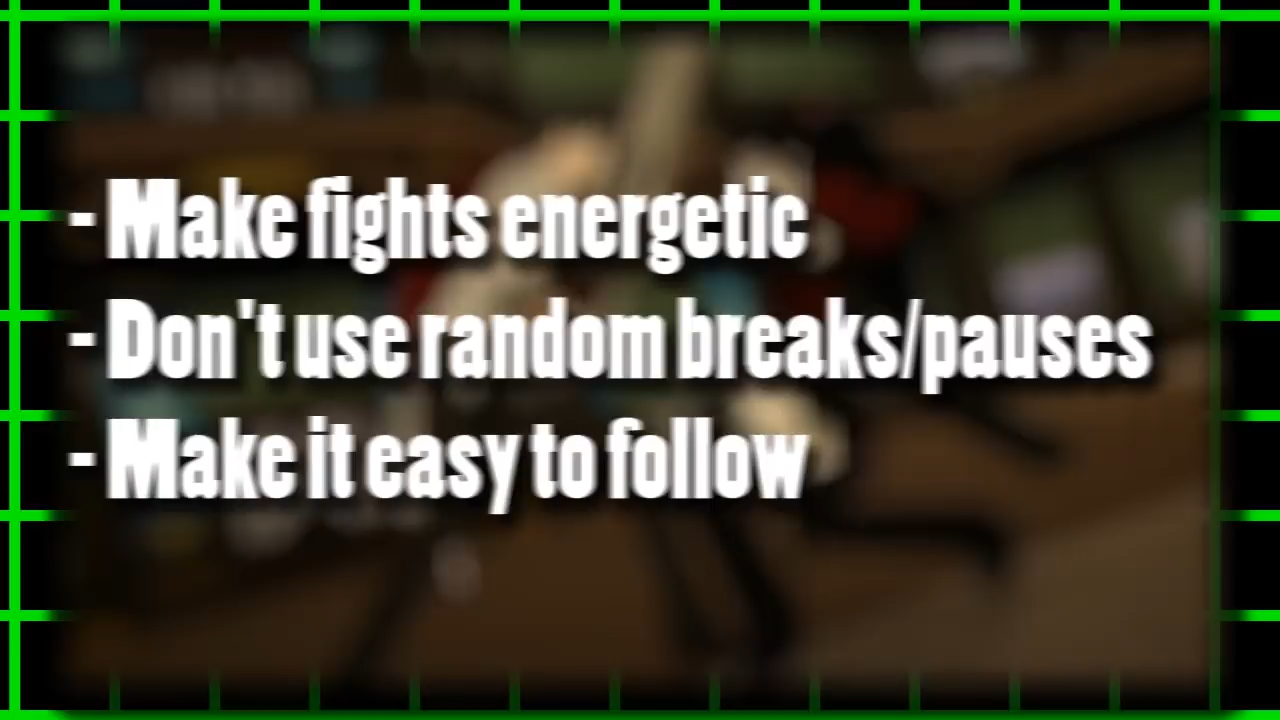 - Make fights energetic
- Don't use random breaks/pauses
- Make it easy to follow